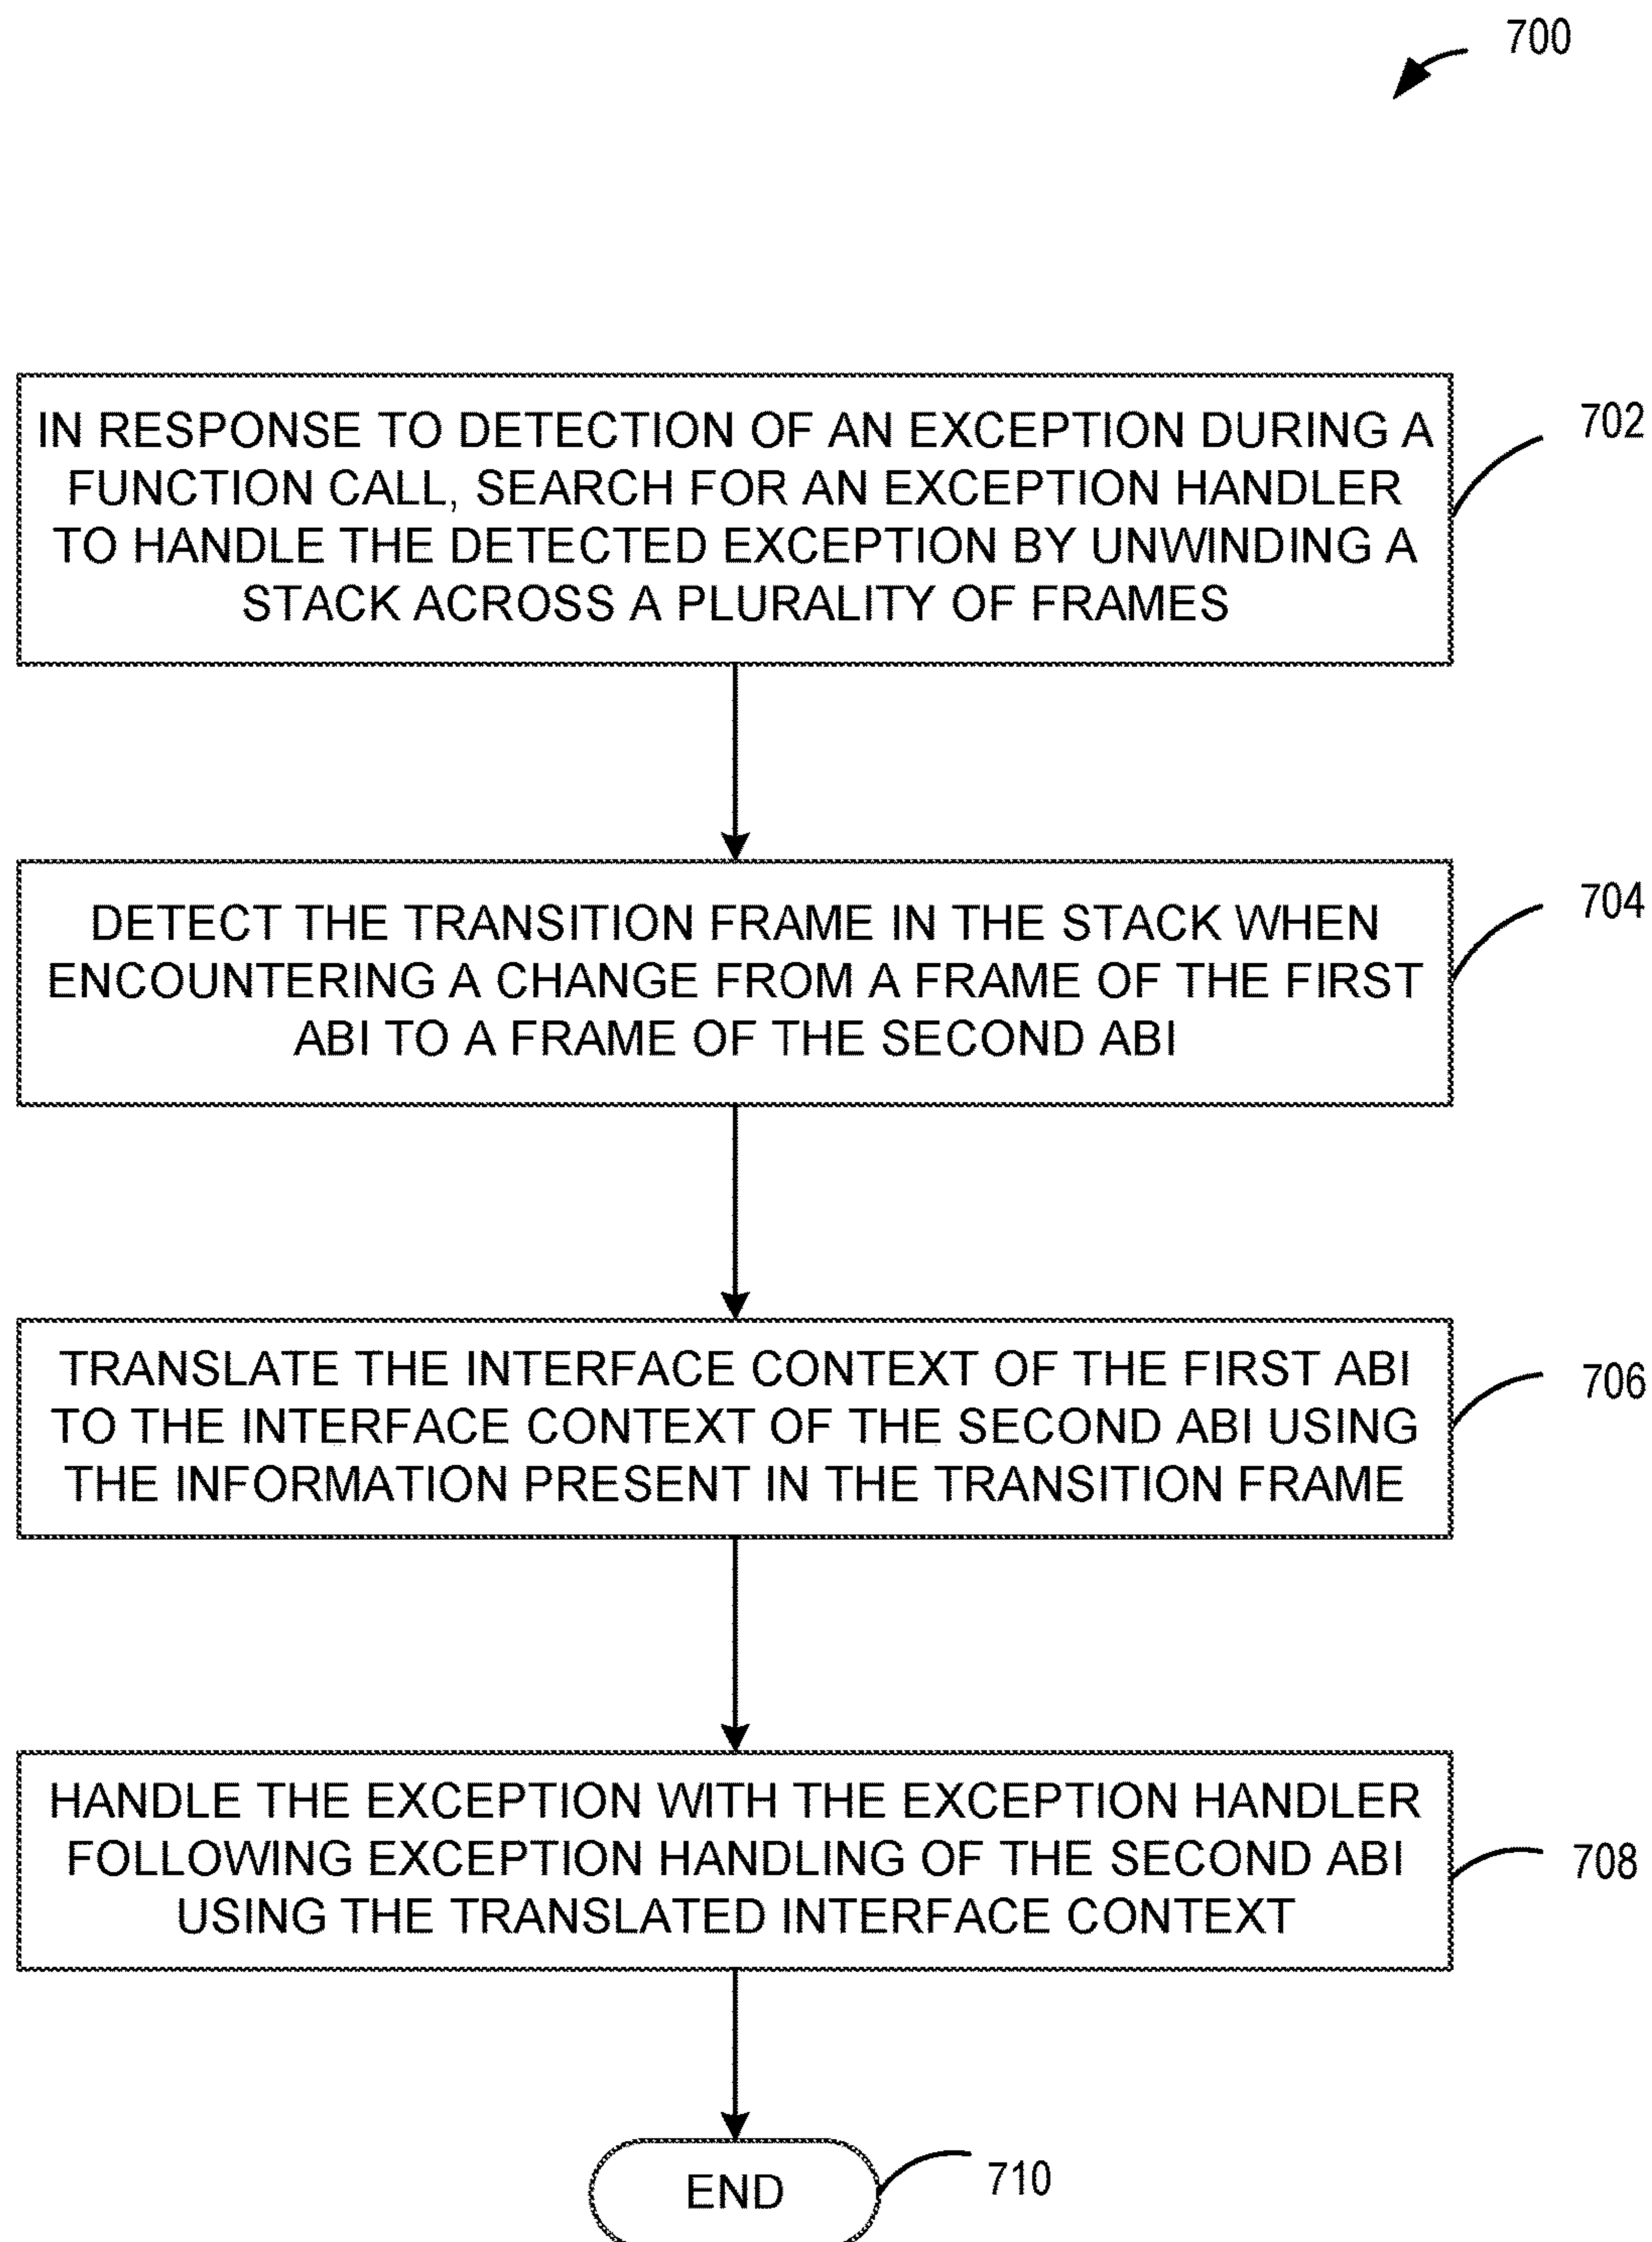 700
IN RESPONSE TO DETECTION OF AN EXCEPTION DURING A
FUNCTION CALL, SEARCH FOR AN EXCEPTION HANDLER
TO HANDLE THE DETECTED EXCEPTION BY UNWINDING A
STACK ACROSS A PLURALITY OF FRAMES
702
DETECT THE TRANSITION FRAME IN THE STACK WHEN
ENCOUNTERING A CHANGE FROM A FRAME OF THE FIRST
ABI TO A FRAME OF THE SECOND ABI
704
TRANSLATE THE INTERFACE CONTEXT OF THE FIRST ABI
TO THE INTERFACE CONTEXT OF THE SECOND ABI USING
THE INFORMATION PRESENT IN THE TRANSITION FRAME
706
HANDLE THE EXCEPTION WITH THE EXCEPTION HANDLER
FOLLOWING EXCEPTION HANDLING OF THE SECOND ABI
USING THE TRANSLATED INTERFACE CONTEXT
708
END
710